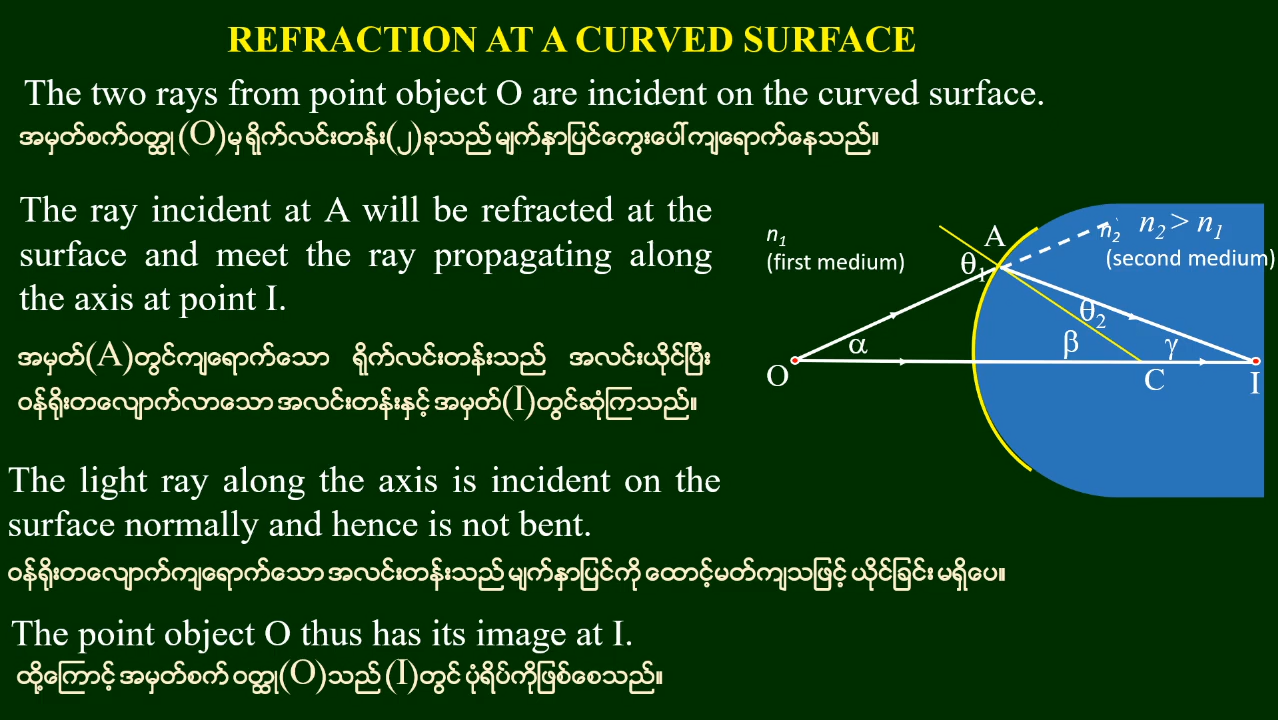 REFRACTION AT A CURVED SURFACE
The two rays from point object O are incident on the curved surface.
အမှတ်စက်ဝတ္ထု (O)မှ ရိုက်လင်းတန်း(၂)ခုသည် မျက်နှာပြင်ကွေးပေါ်ကျရောက်နေသည်။
The ray incident at A will be refracted at the
surface and meet the ray propagating along
the axis at point I.
အမှတ်(A)တွင်ကျရောက်သော ရိုက်လင်းတန်းသည် အလင်းယိုင်ပြီး
ဝန်ရိုးတလျောက်လာသော အလင်းတန်းနှင့် အမှတ်(I)တွင်ဆုံကြသည်။
The light ray along the axis is incident on the
surface normally and hence is not bent.
ဝန်ရိုးတလျောက်ကျရောက်သော အလင်းတန်းသည် မျက်နှာပြင်ကို ထောင့်မတ်ကျသဖြင့် ယိုင်ခြင်း မရှိပေ။
The point object O thus has its image at I.
ထို့ကြောင့် အမှတ်စက် ဝတ္ထု(O)သည် (I)တွင် ပုံရိပ်ကိုဖြစ်စေသည်။
n₁
(first medium)
A
θ₁
n₂ n₂ > n₁
(second medium)
θ₂
α
β
γ
O
C
I